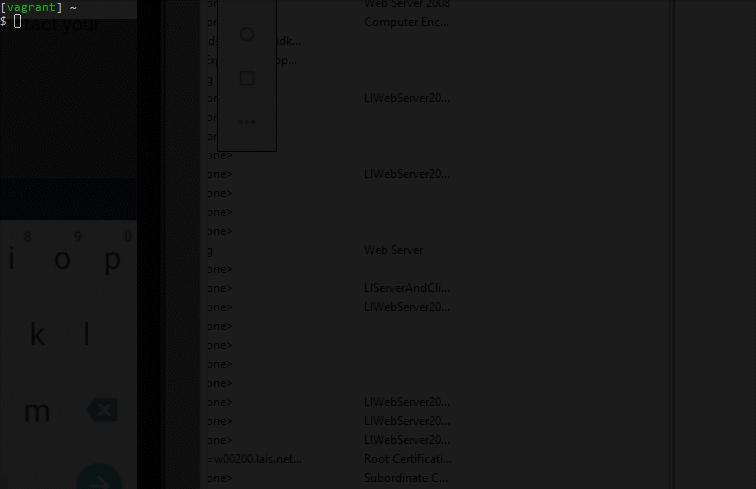 [vagrant] ~
$
tact your
8 9 0
i o p
k l
m
Web Server 2008
Computer Enc...
dk...
op...
g
LIWebServer20...
one>
LIWebServer20...
one>
one>
one>
one>
g Web Server
one>
LIServerAndCli...
one> LIWebServer20...
one>
one>
one>
one>
one> LIWebServer20...
one> LIWebServer20...
one> LIWebServer20...
=w00200.lais.net... Root Certificati...
one> Subordinate C...